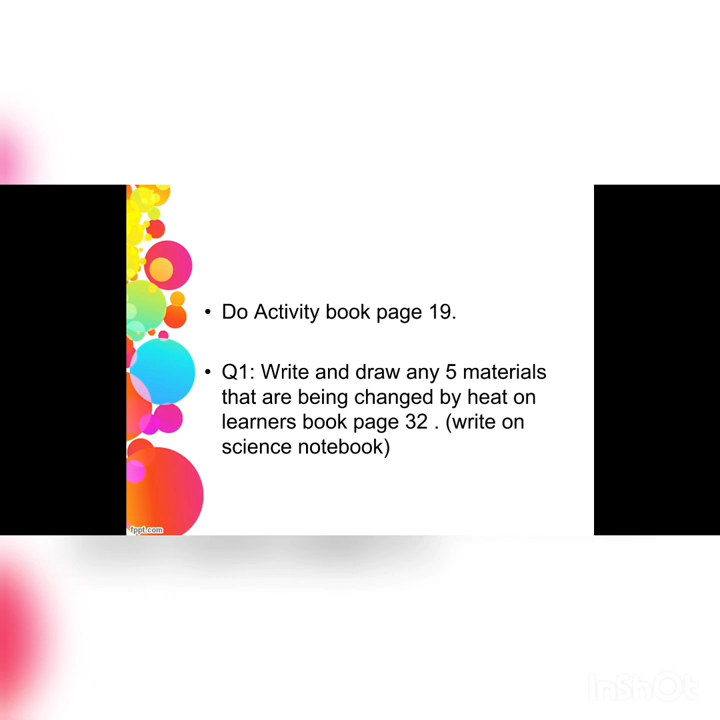 • Do Activity book page 19.
• Q1: Write and draw any 5 materials
that are being changed by heat on
learners book page 32 . (write on
science notebook)
fppt.com
InShOt